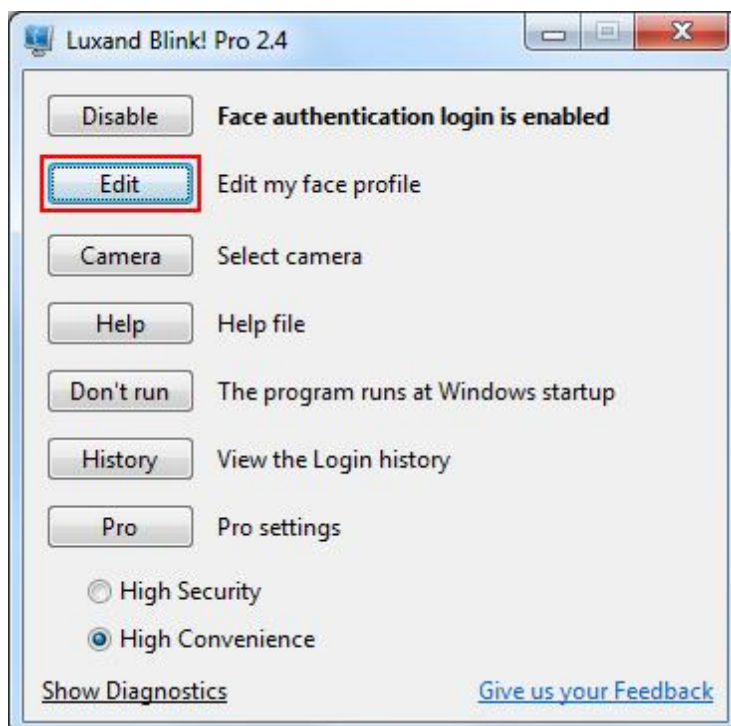 Luxand Blink! Pro 2.4
Disable Face authentication login is enabled
Edit Edit my face profile
Camera Select camera
Help Help file
Don't run The program runs at Windows startup
History View the Login history
Pro Pro settings
High Security
High Convenience
Show Diagnostics Give us your Feedback